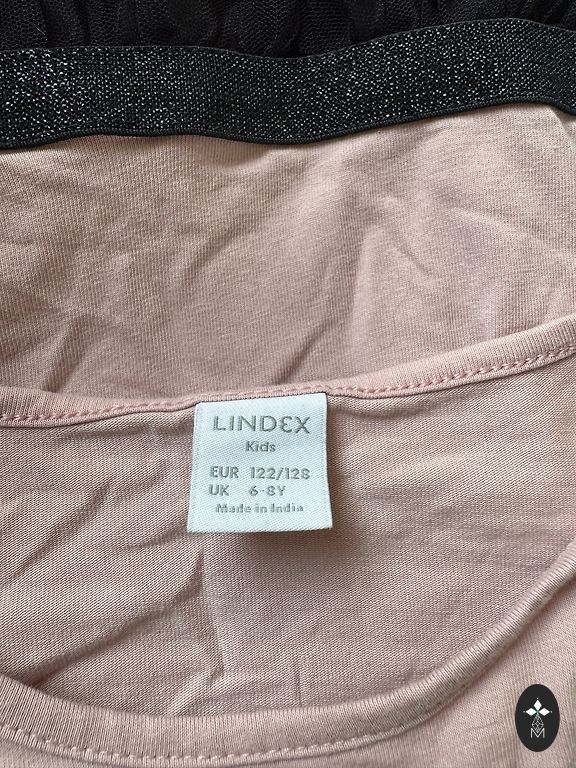 LINDEX
Kids
EUR 122/128
UK 6-8Y
Made in India
M